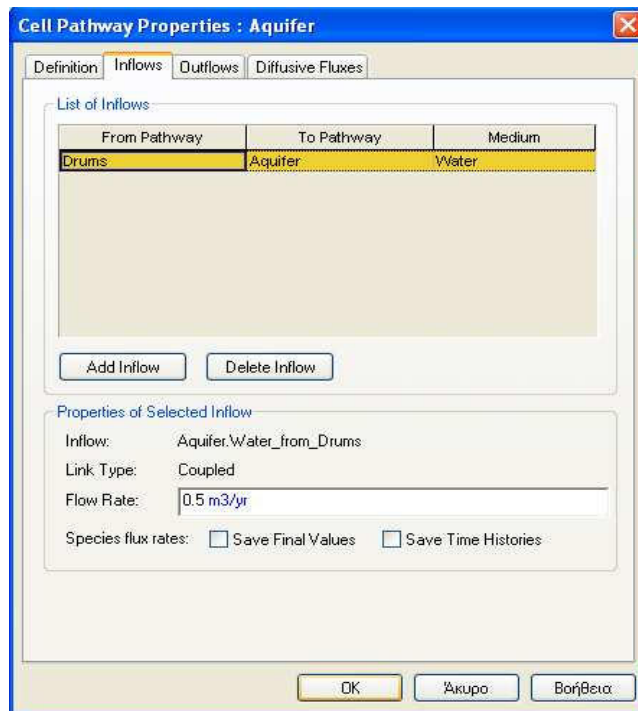 Cell Pathway Properties : Aquifer
Definition Inflows Outflows Diffusive Fluxes
List of Inflows
From Pathway To Pathway Medium
Drums Aquifer Water
Add Inflow Delete Inflow
Properties of Selected Inflow
Inflow: Aquifer.Water_from_Drums
Link Type: Coupled
Flow Rate: 0.5 m3/yr
Species flux rates: Save Final Values Save Time Histories
OK Άκυρο Βοήθεια